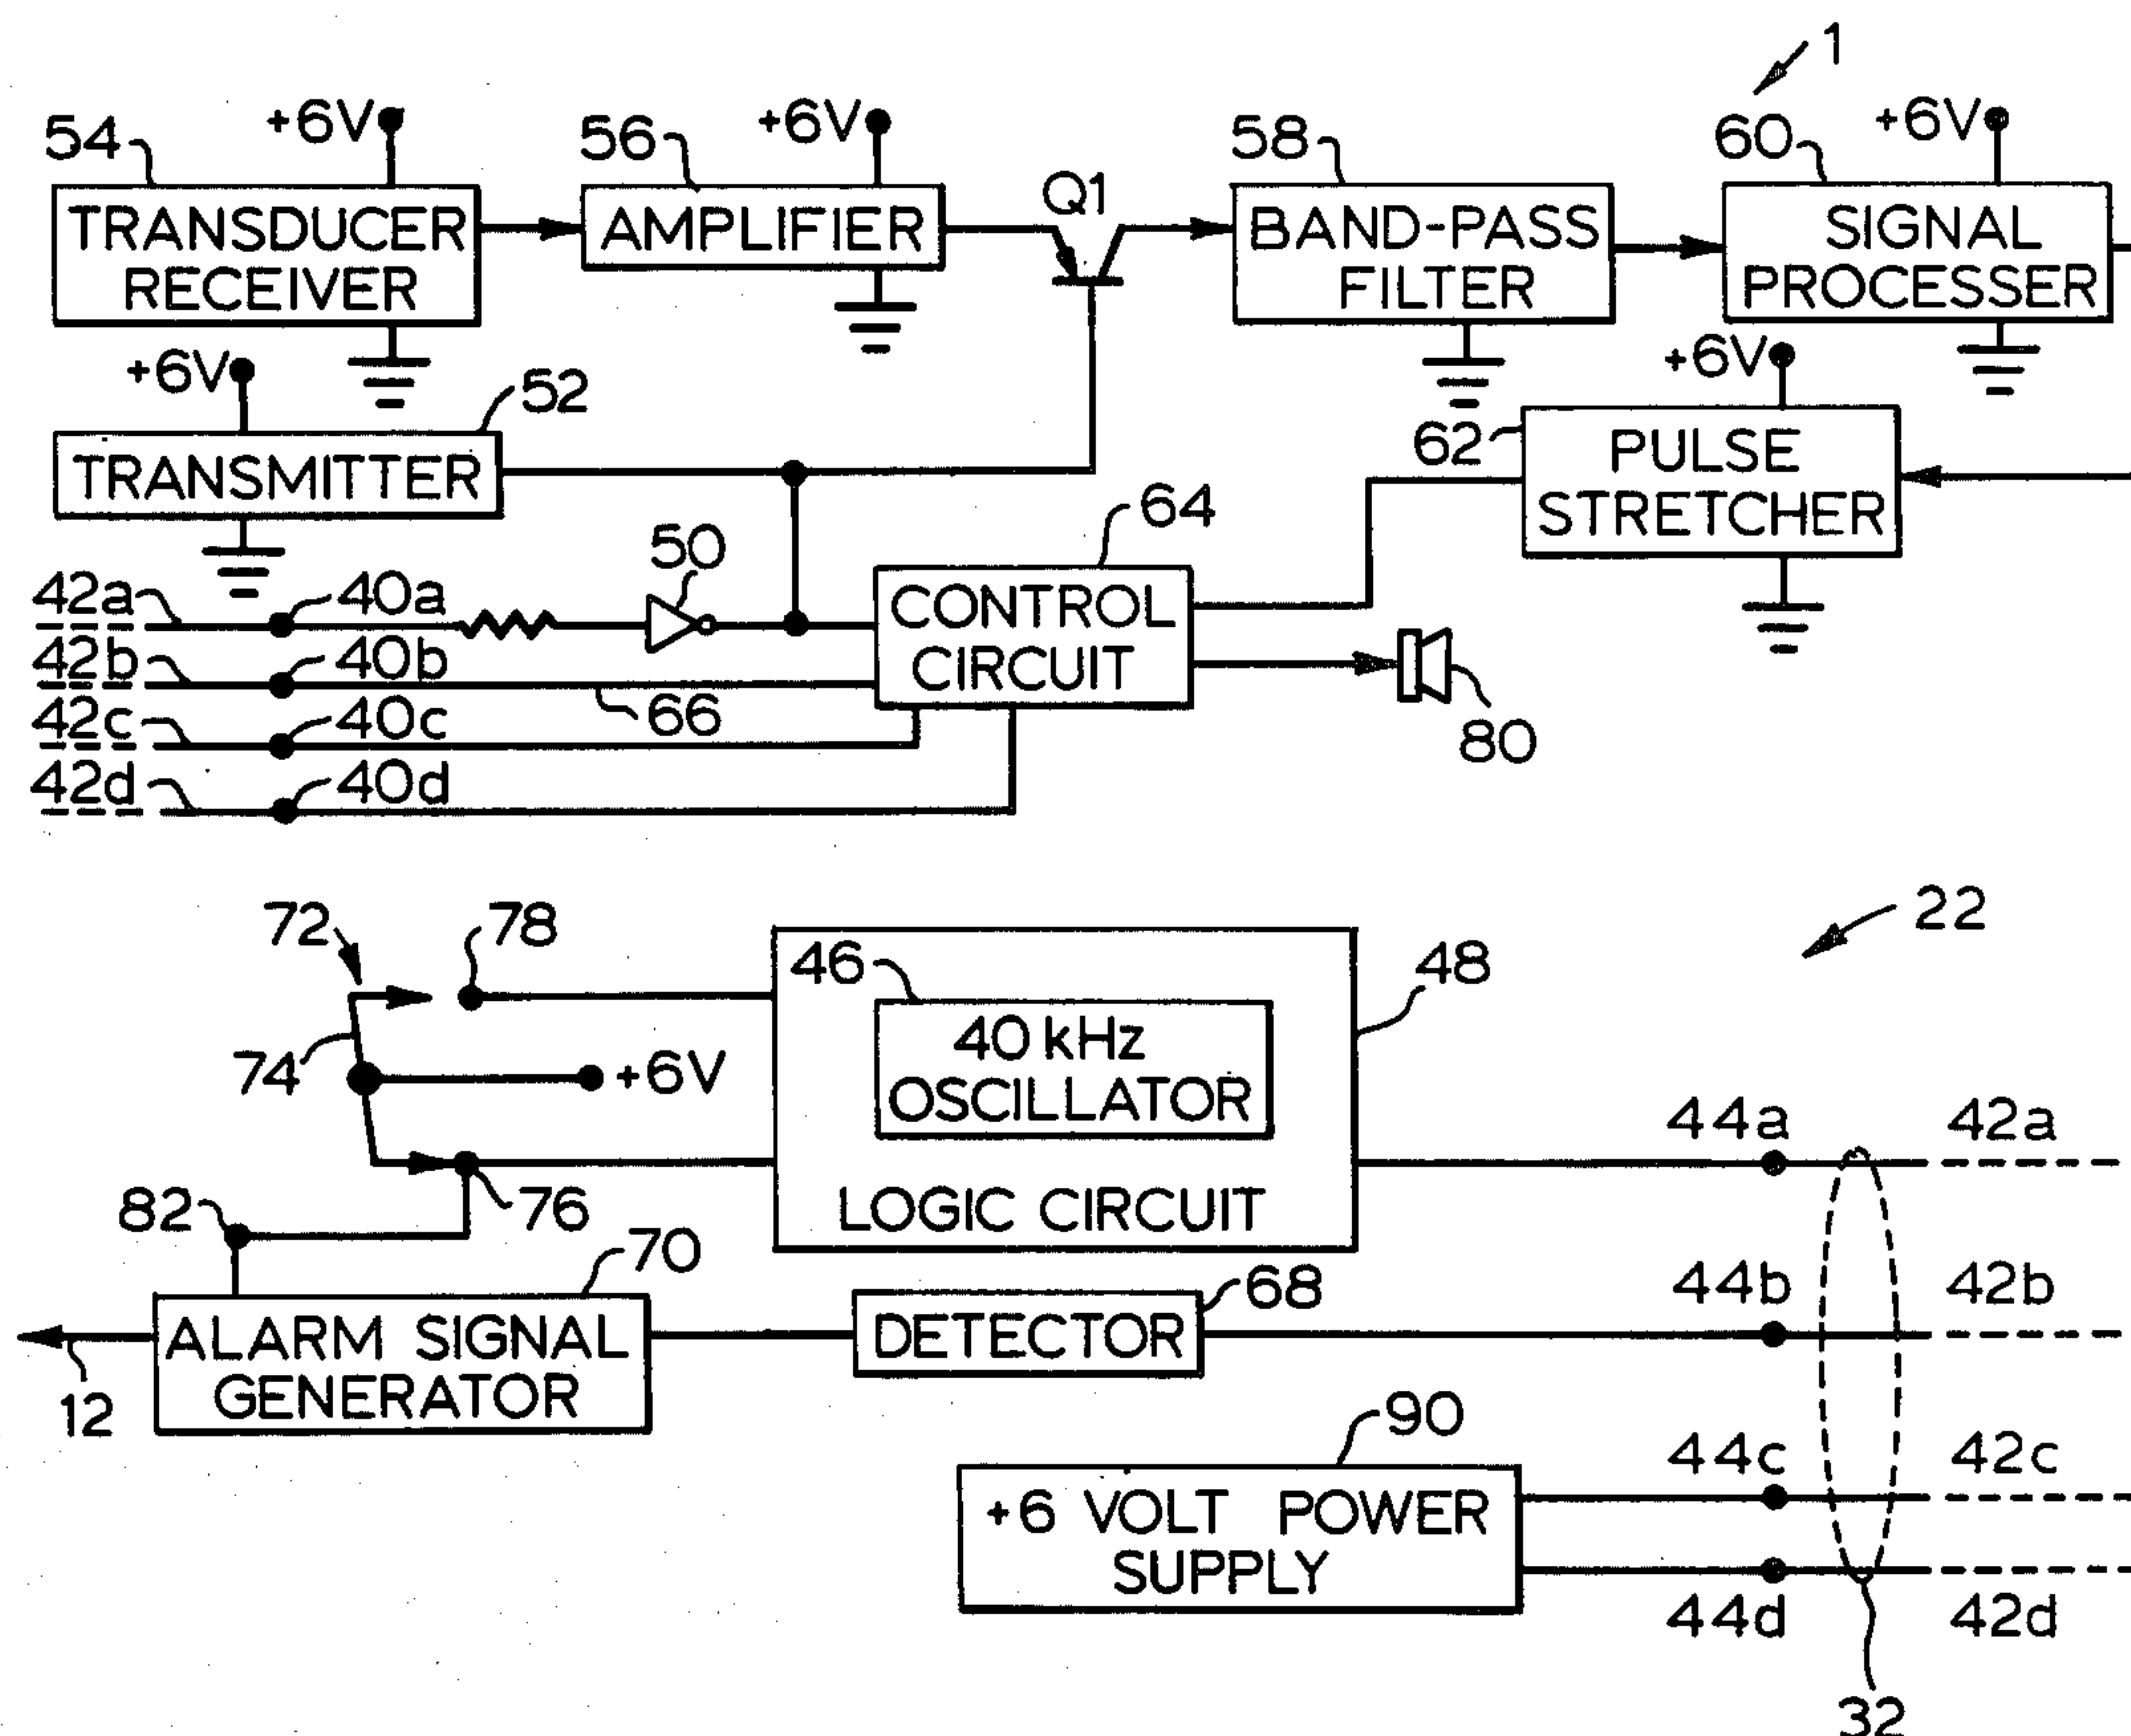 1
54
+6V
56
+6V
58
60
+6V
Q1
TRANSDUCER
RECEIVER
AMPLIFIER
BAND-PASS
FILTER
SIGNAL
PROCESSER
+6V
52
+6V
62
TRANSMITTER
PULSE
STRETCHER
64
50
42a
40a
CONTROL
CIRCUIT
42b
40b
66
42c
40c
80
42d
40d
72
78
22
46
48
40 kHz
OSCILLATOR
74
+6V
44a
42a
82
76
LOGIC CIRCUIT
70
68
44b
42b
ALARM SIGNAL
GENERATOR
DETECTOR
12
90
44c
42c
+6 VOLT POWER
SUPPLY
44d
42d
32